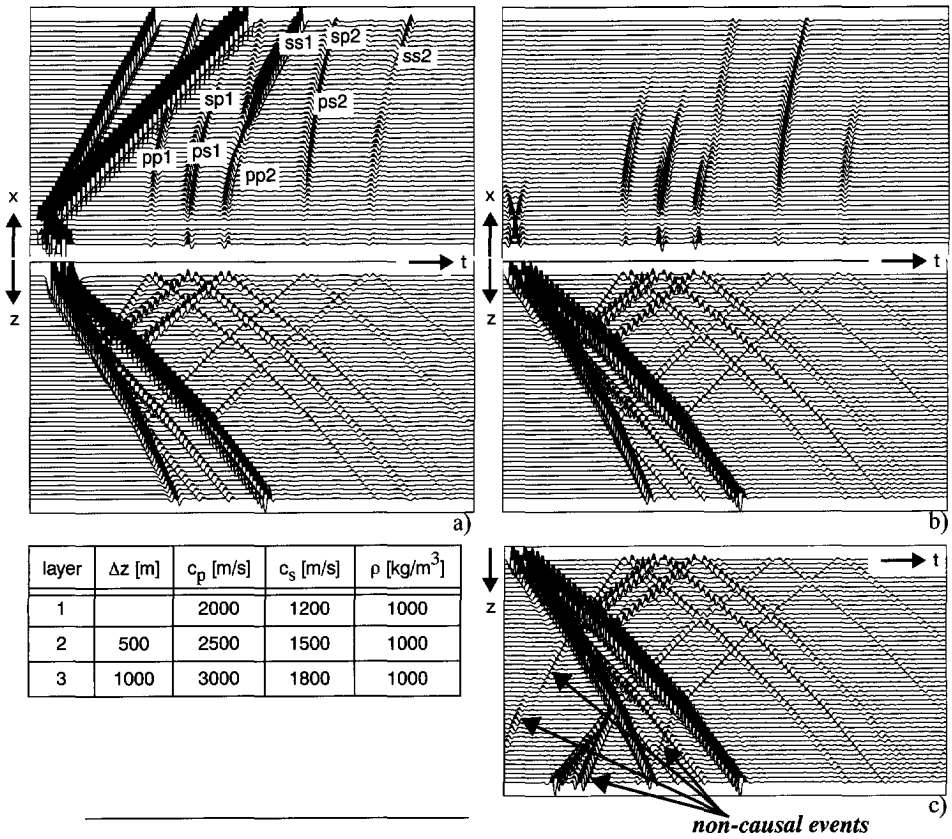 ss1
sp2
ss2
sp1
ps2
pp1
ps1
pp2
x
z
t
a)
x
z
t
b)
layer Δz [m] c_p [m/s] c_s [m/s] ρ [kg/m³]
1 2000 1200 1000
2 500 2500 1500 1000
3 1000 3000 1800 1000
z
t
c)
non-causal events